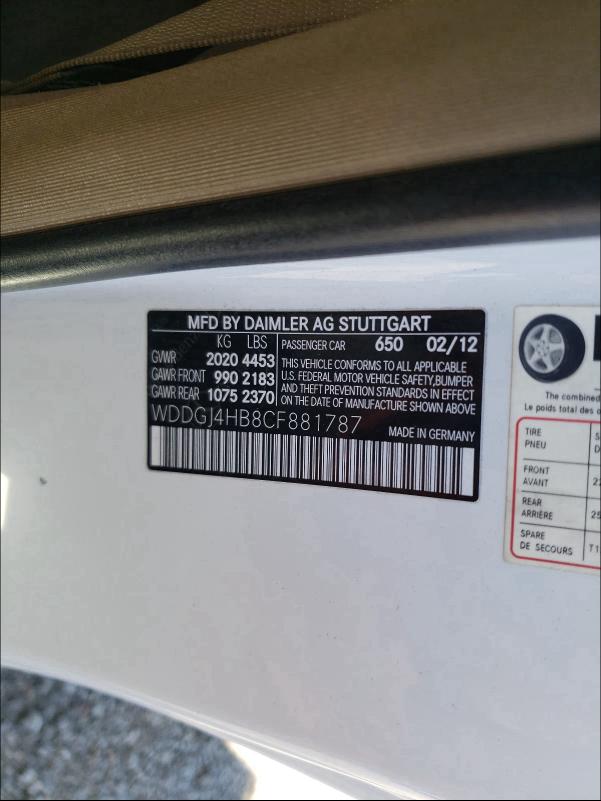 MFD BY DAIMLER AG STUTTGART
KG LBS
PASSENGER CAR 650 02/12
GVWR 2020 4453
GAWR FRONT 990 2183
GAWR REAR 1075 2370
THIS VEHICLE CONFORMS TO ALL APPLICABLE
U.S. FEDERAL MOTOR VEHICLE SAFETY,BUMPER
AND THEFT PREVENTION STANDARDS IN EFFECT
ON THE DATE OF MANUFACTURE SHOWN ABOVE
WDDGJ4HB8CF881787
MADE IN GERMANY
The combined
Le poids total des o
TIRE
PNEU
FRONT
AVANT
REAR
ARRIÈRE
25
SPARE
DE SECOURS
T1